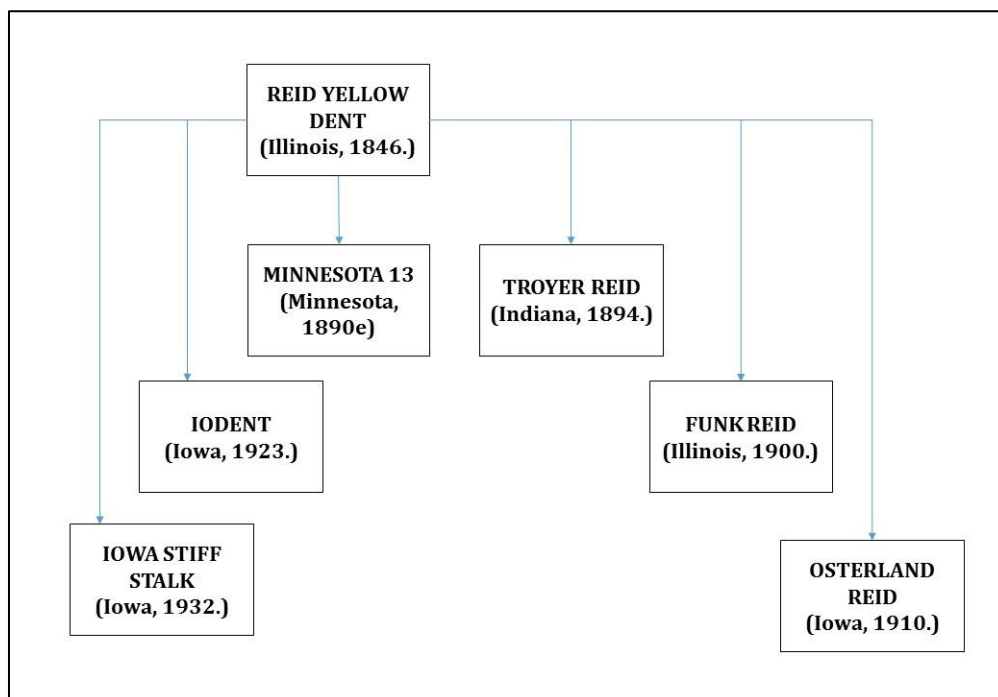 REID YELLOW
DENT
(Illinois, 1846.)
MINNESOTA 13
(Minnesota,
1890e)
TROYER REID
(Indiana, 1894.)
IODENT
(Iowa, 1923.)
FUNK REID
(Illinois, 1900.)
IOWA STIFF
STALK
(Iowa, 1932.)
OSTERLAND
REID
(Iowa, 1910.)